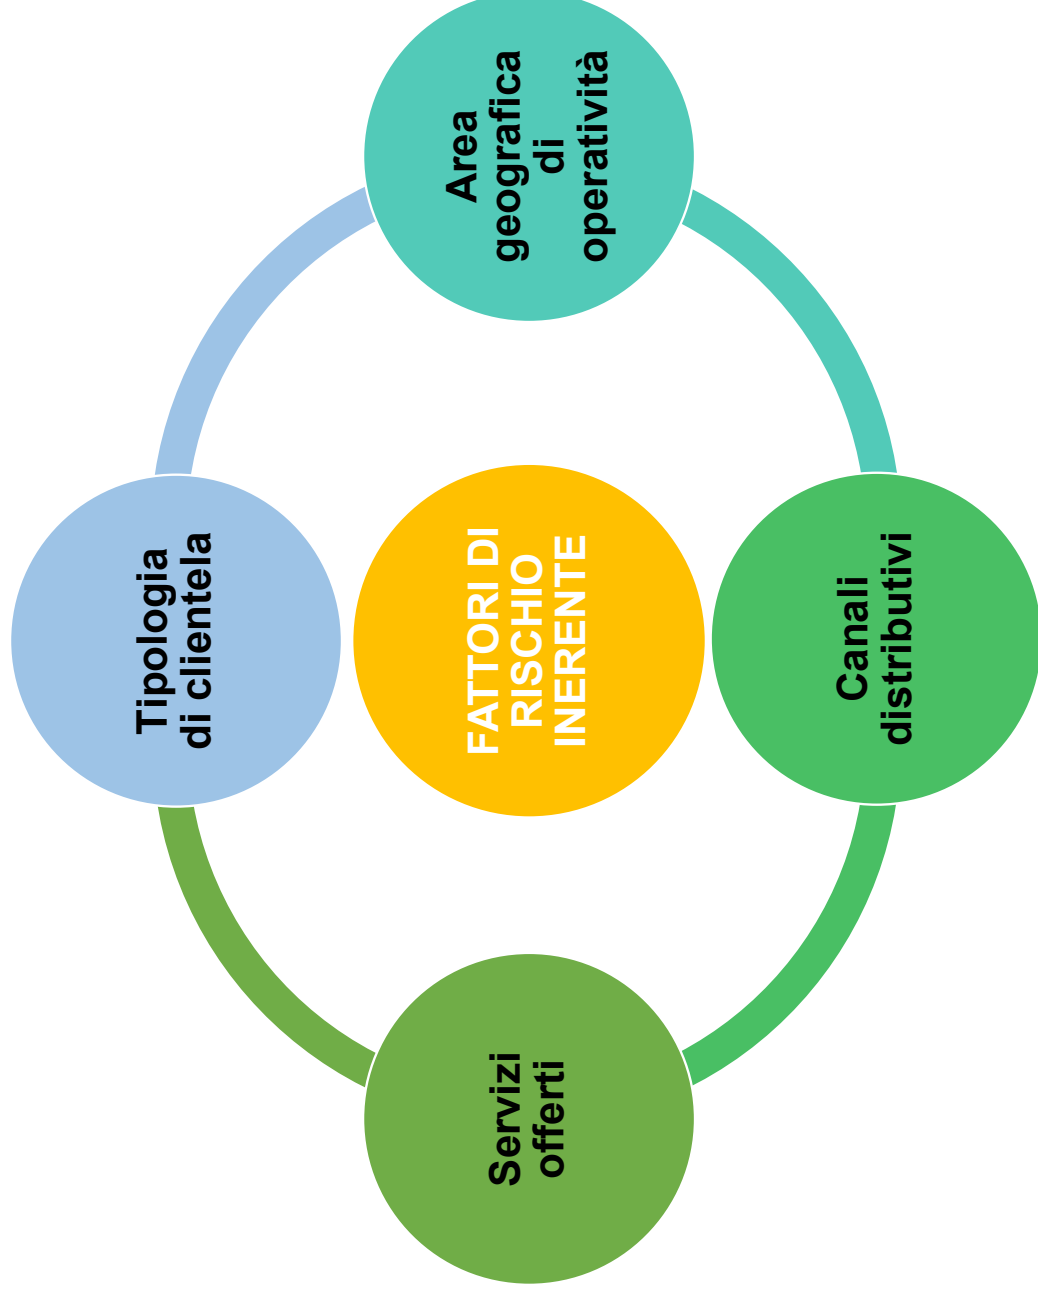 Tipologia
di clientela
FATTORI DI
RISCHIO
INERENTE
Servizi
offerti
Area
geografica
di
operatività
Canali
distributivi